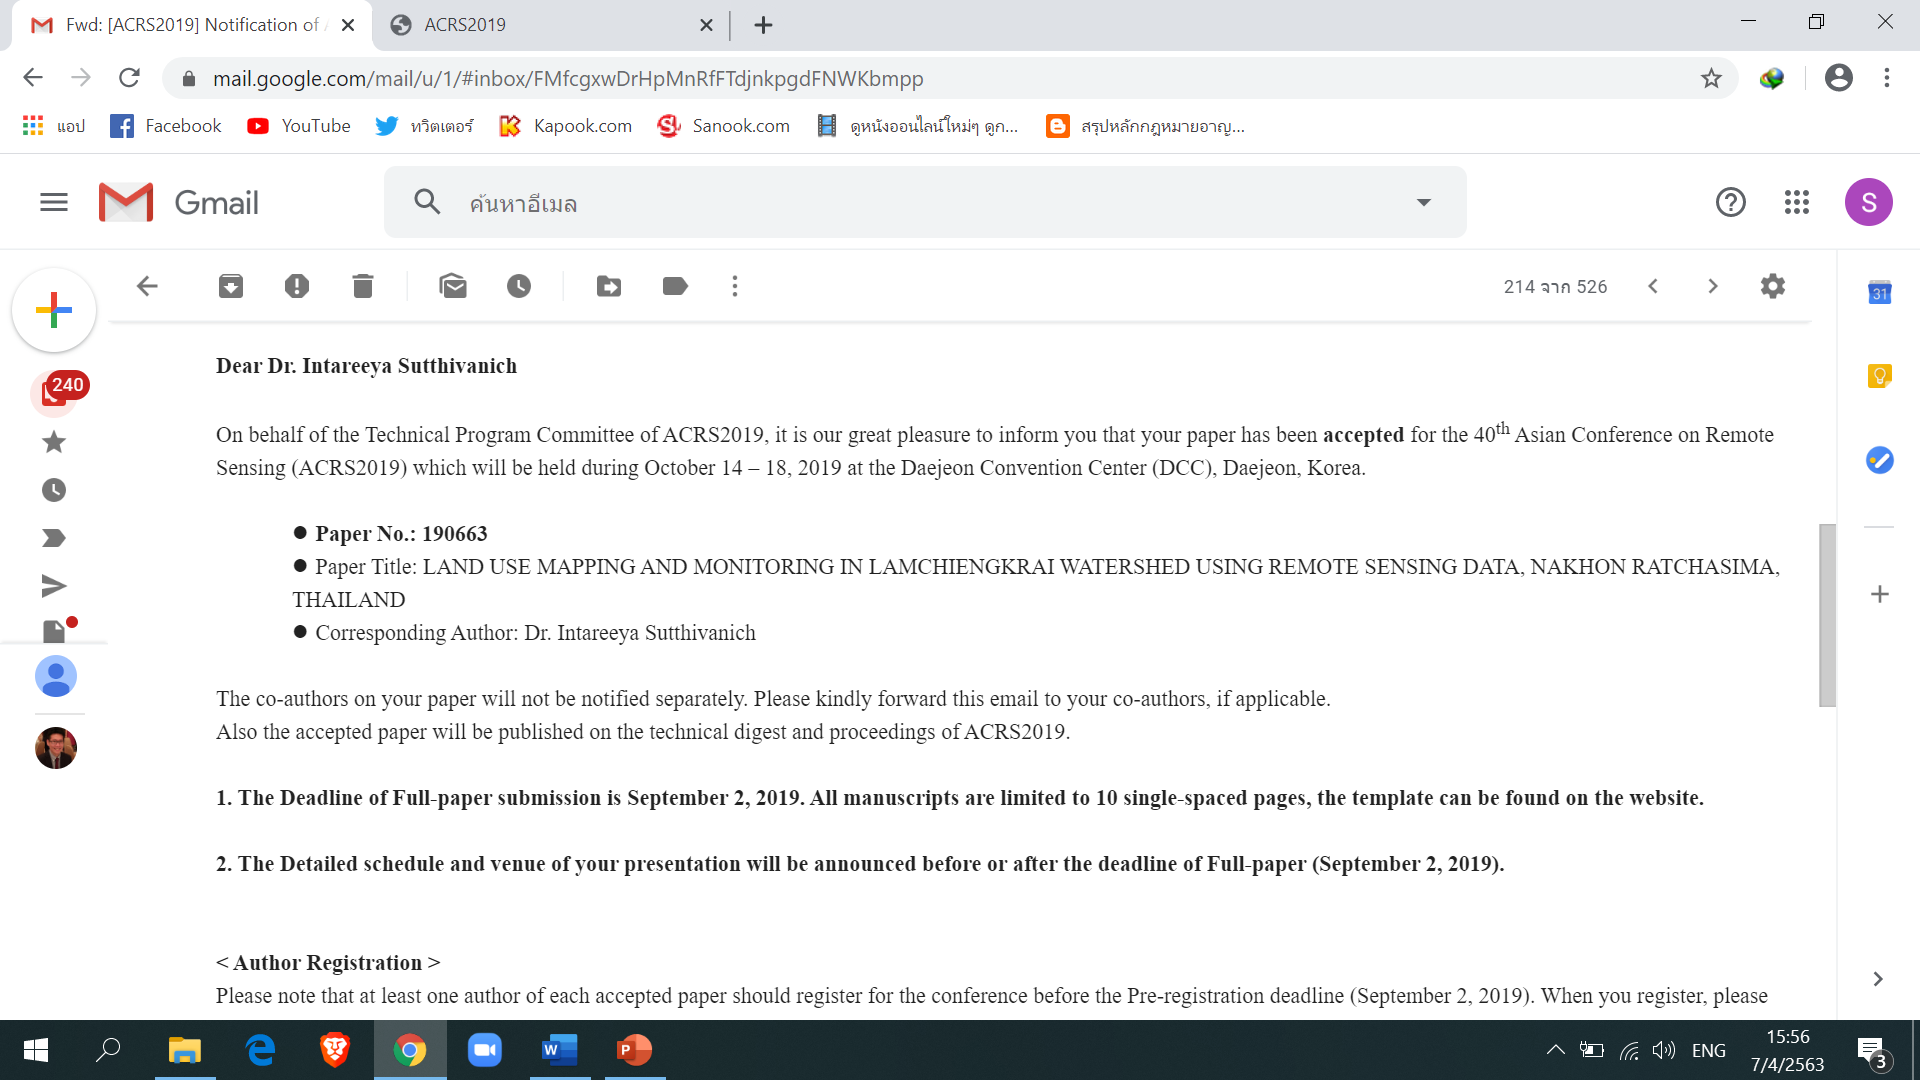 Fwd: [ACRS2019] Notification of
ACRS2019
mail.google.com/mail/u/1/#inbox/FMfcgxwDrHpMnRfFTdjnkpgdFNWKbmpp
แอป Facebook YouTube ทวิตเตอร์ Kapook.com Sanook.com ดูหนังออนไลน์ใหม่ๆ ดูก... สรุปหลักกฎหมายอาญ...
Gmail
ค้นหาอีเมล
S
214 จาก 526
31
240
Dear Dr. Intareeya Sutthivanich
On behalf of the Technical Program Committee of ACRS2019, it is our great pleasure to inform you that your paper has been accepted for the 40th Asian Conference on Remote
Sensing (ACRS2019) which will be held during October 14 – 18, 2019 at the Daejeon Convention Center (DCC), Daejeon, Korea.
● Paper No.: 190663
● Paper Title: LAND USE MAPPING AND MONITORING IN LAMCHIENGKRAI WATERSHED USING REMOTE SENSING DATA, NAKHON RATCHASIMA,
THAILAND
● Corresponding Author: Dr. Intareeya Sutthivanich
The co-authors on your paper will not be notified separately. Please kindly forward this email to your co-authors, if applicable.
Also the accepted paper will be published on the technical digest and proceedings of ACRS2019.
1. The Deadline of Full-paper submission is September 2, 2019. All manuscripts are limited to 10 single-spaced pages, the template can be found on the website.
2. The Detailed schedule and venue of your presentation will be announced before or after the deadline of Full-paper (September 2, 2019).
< Author Registration >
Please note that at least one author of each accepted paper should register for the conference before the Pre-registration deadline (September 2, 2019). When you register, please
ENG
15:56
7/4/2563
3